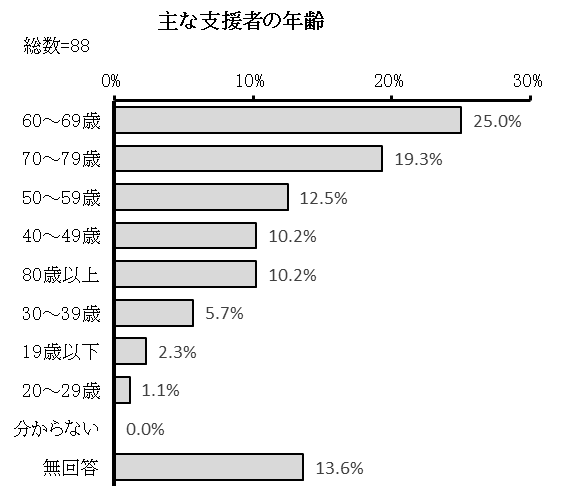 主な支援者の年齢
総数=88
0% 10% 20% 30%
60～69歳 25.0%
70～79歳 19.3%
50～59歳 12.5%
40～49歳 10.2%
80歳以上 10.2%
30～39歳 5.7%
19歳以下 2.3%
20～29歳 1.1%
分からない 0.0%
無回答 13.6%